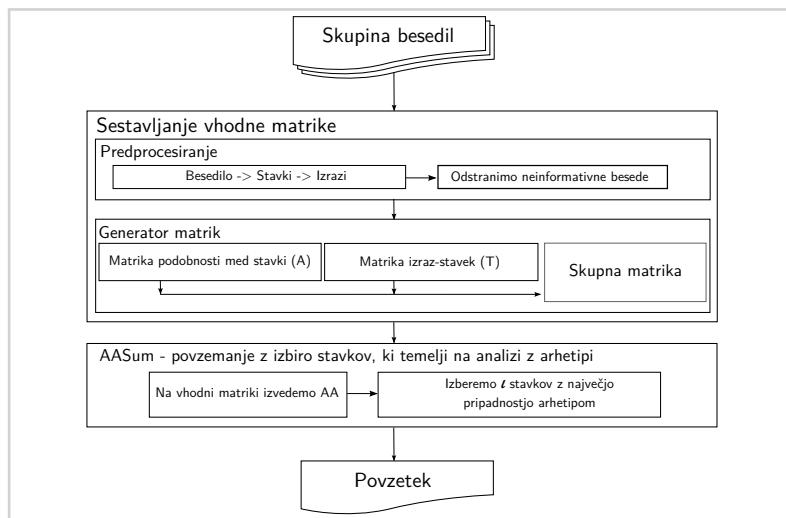 Skupina besedil
Sestavljanje vhodne matrike
Predprocesiranje
Besedilo -> Stavki -> Izrazi
Odstranimo neinformativne besede
Generator matrik
Matrika podobnosti med stavki (A)
Matrika izraz-stavek (T)
Skupna matrika
AASum - povzemanje z izbiro stavkov, ki temelji na analizi z arhetipi
Na vhodni matriki izvedemo AA
Izberemo ℓ stavkov z največjo
pripadnostjo arhetipom
Povzetek